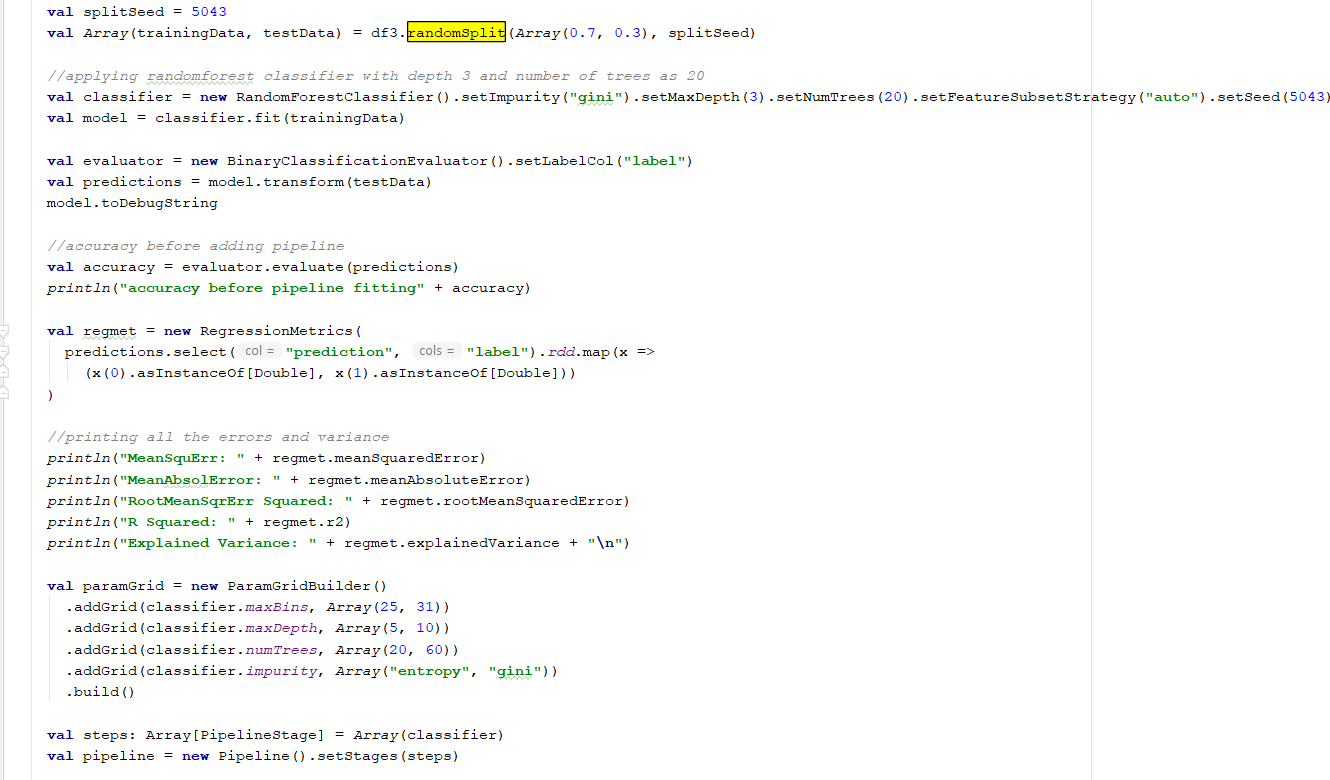 val splitSeed = 5043
val Array(trainingData, testData) = df3.randomSplit(Array(0.7, 0.3), splitSeed)
//applying randomforest classifier with depth 3 and number of trees as 20
val classifier = new RandomForestClassifier().setImpurity("gini").setMaxDepth(3).setNumTrees(20).setFeatureSubsetStrategy("auto").setSeed(5043)
val model = classifier.fit(trainingData)
val evaluator = new BinaryClassificationEvaluator().setLabelCol("label")
val predictions = model.transform(testData)
model.toDebugString
//accuracy before adding pipeline
val accuracy = evaluator.evaluate(predictions)
println("accuracy before pipeline fitting" + accuracy)
val regmet = new RegressionMetrics(
predictions.select( col = "prediction", cols = "label").rdd.map(x =>
(x(0).asInstanceOf[Double], x(1).asInstanceOf[Double]))
)
//printing all the errors and variance
println("MeanSquErr: " + regmet.meanSquaredError)
println("MeanAbsolError: " + regmet.meanAbsoluteError)
println("RootMeanSqrErr Squared: " + regmet.rootMeanSquaredError)
println("R Squared: " + regmet.r2)
println("Explained Variance: " + regmet.explainedVariance + "\n")
val paramGrid = new ParamGridBuilder()
.addGrid(classifier.maxBins, Array(25, 31))
.addGrid(classifier.maxDepth, Array(5, 10))
.addGrid(classifier.numTrees, Array(20, 60))
.addGrid(classifier.impurity, Array("entropy", "gini"))
.build()
val steps: Array[PipelineStage] = Array(classifier)
val pipeline = new Pipeline().setStages(steps)